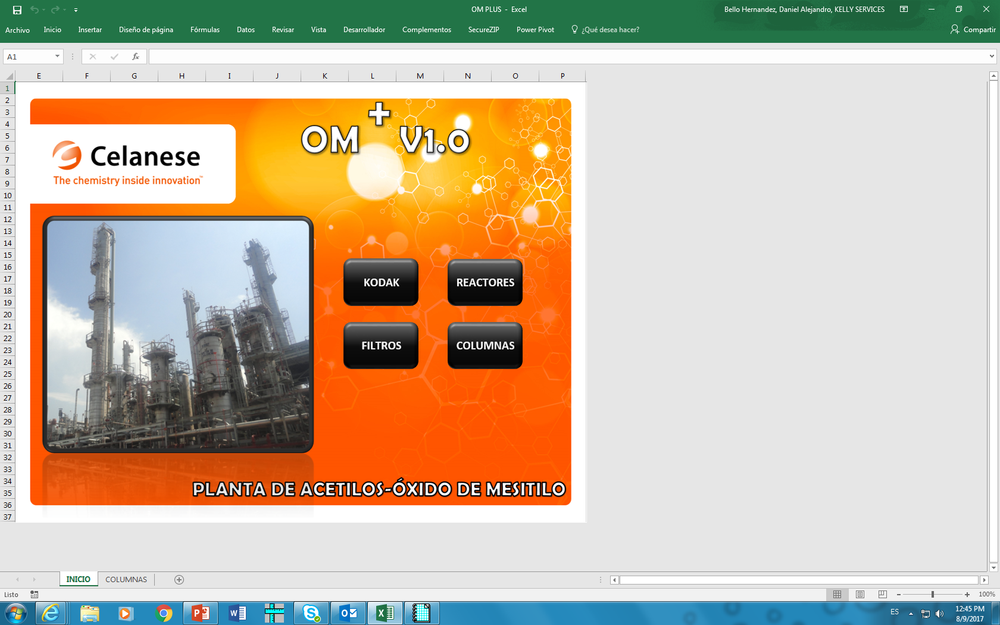 OM PLUS - Excel
Bello Hernandez, Daniel Alejandro, KELLY SERVICES
Archivo Inicio Insertar Diseño de página Fórmulas Datos Revisar Vista Desarrollador Complementos SecureZIP Power Pivot ¿Qué desea hacer? Compartir
A1 fx
E F G H I J K L M N O P
1
2
3
4
5
6
7
8
9
10
11
12
13
14
15
16
17
18
19
20
21
22
23
24
25
26
27
28
29
30
31
32
33
34
35
36
37
OM + V1.0
Celanese
The chemistry inside innovation™
KODAK REACTORES
FILTROS COLUMNAS
PLANTA DE ACETILOS-ÓXIDO DE MESITILO
INICIO COLUMNAS
Listo 100%
ES 12:45 PM
8/9/2017